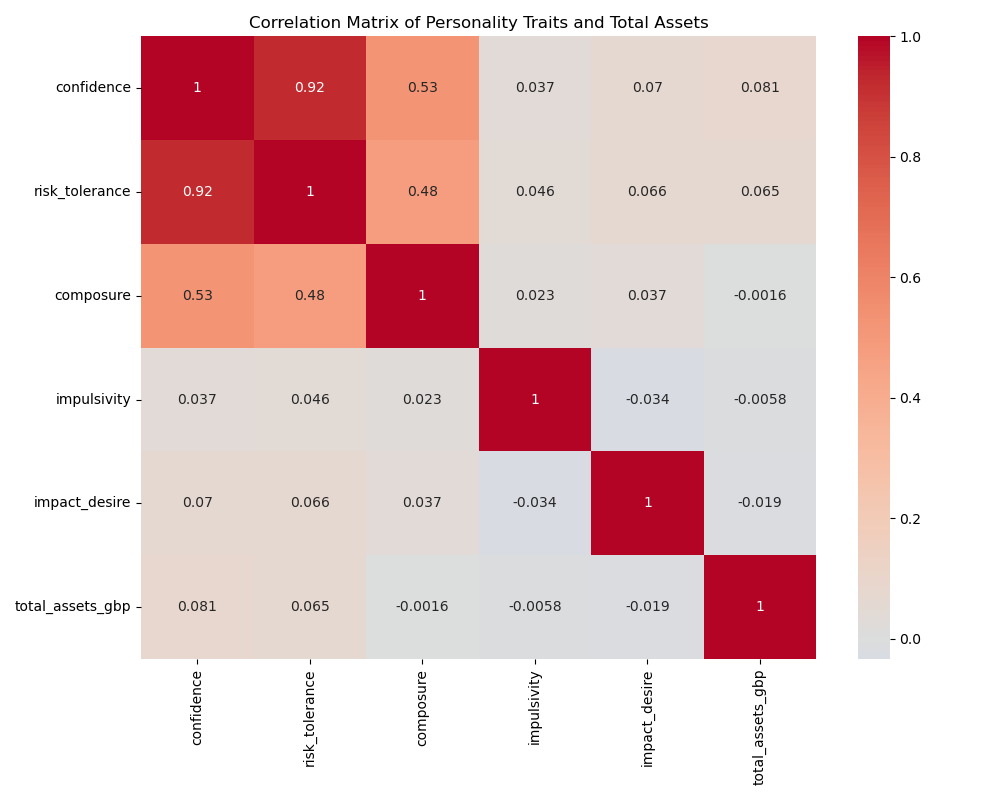 Correlation Matrix of Personality Traits and Total Assets
confidence 1 0.92 0.53 0.037 0.07 0.081
risk_tolerance 0.92 1 0.48 0.046 0.066 0.065
composure 0.53 0.48 1 0.023 0.037 -0.0016
impulsivity 0.037 0.046 0.023 1 -0.034 -0.0058
impact_desire 0.07 0.066 0.037 -0.034 1 -0.019
total_assets_gbp 0.081 0.065 -0.0016 -0.0058 -0.019 1
confidence risk_tolerance composure impulsivity impact_desire total_assets_gbp
1.0
0.8
0.6
0.4
0.2
0.0